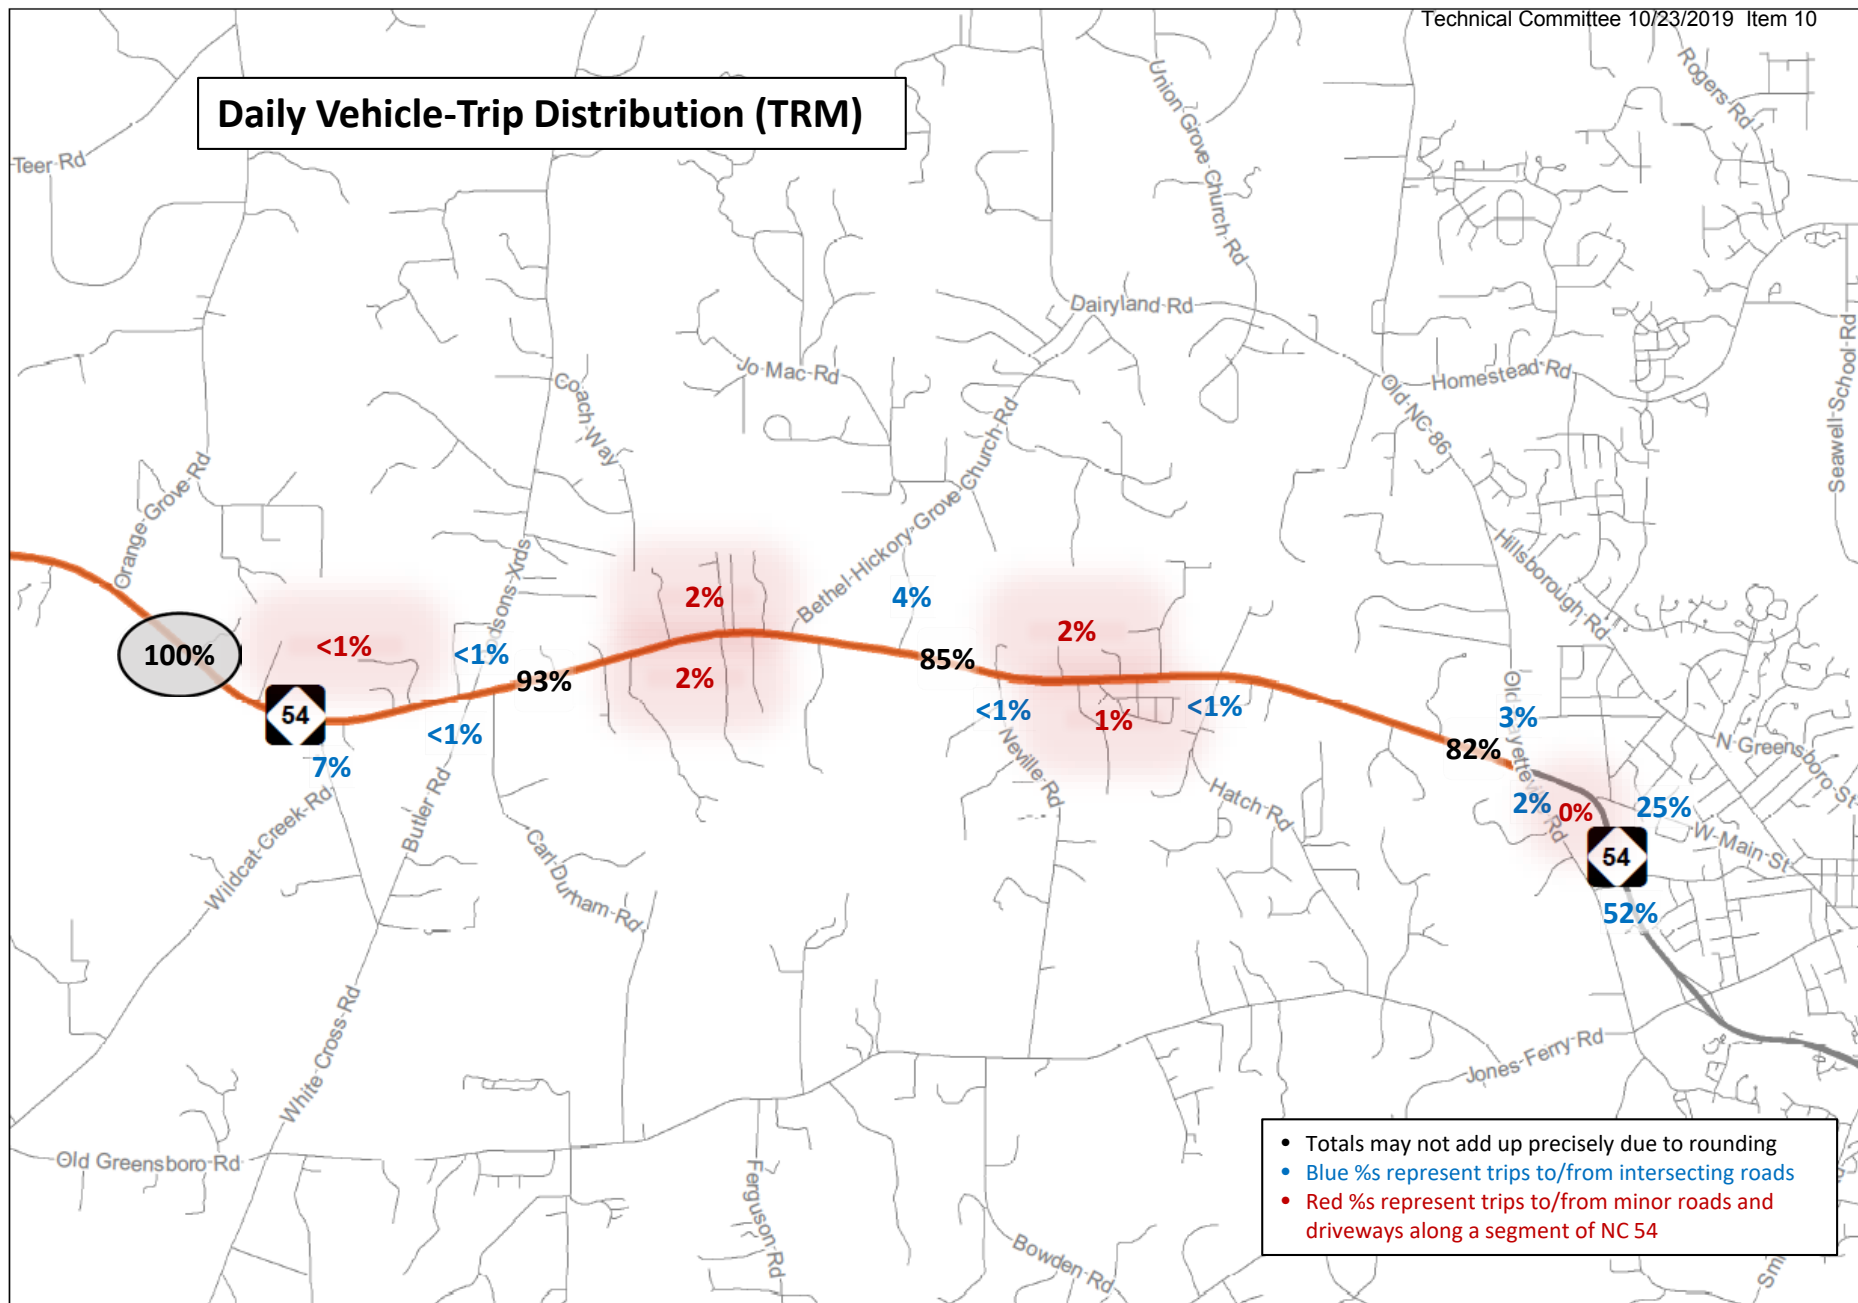 Technical Committee 10/23/2019 Item 10
Daily Vehicle-Trip Distribution (TRM)
Teer Rd
Union Grove Church Rd
Rogers Rd
Dairyland Rd
Jo Mac Rd
Coach Way
Homestead Rd
Old NC 86
Seawell School Rd
Orange Grove Rd
Bethel Hickory Grove Church Rd
Hillsborough Rd
dsons Xrds
2%
4%
2%
100%
<1%
<1%
93%
2%
85%
54
<1%
<1%
1%
<1%
3%
82%
N Greensboro St
7%
Neville Rd
Hatch Rd
Old
ayettev
Rd
2%
0%
25%
W Main St
54
Wildcat Creek Rd
Butler Rd
Carl Durham Rd
52%
White Cross Rd
Jones Ferry Rd
Old Greensboro Rd
Ferguson Rd
Bowden Rd
• Totals may not add up precisely due to rounding
• Blue %s represent trips to/from intersecting roads
• Red %s represent trips to/from minor roads and
driveways along a segment of NC 54